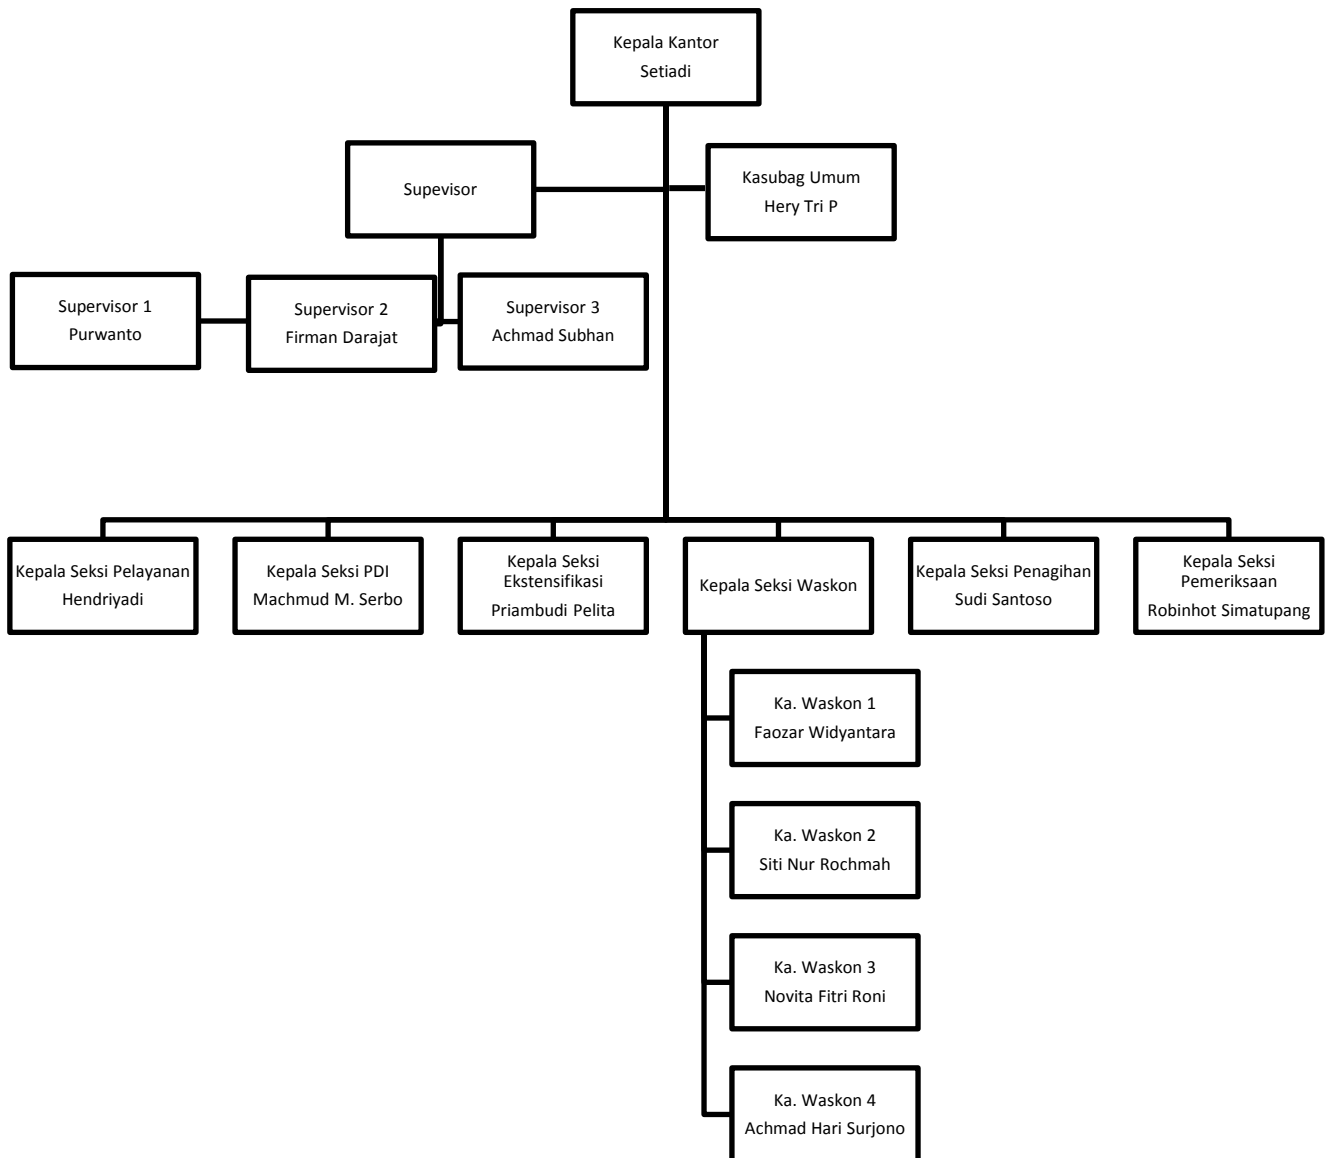 Kepala Kantor
Setiadi
Supevisor
Kasubag Umum
Hery Tri P
Supervisor 1
Purwanto
Supervisor 2
Firman Darajat
Supervisor 3
Achmad Subhan
Kepala Seksi Pelayanan
Hendriyadi
Kepala Seksi PDI
Machmud M. Serbo
Kepala Seksi
Ekstensifikasi
Priambudi Pelita
Kepala Seksi Waskon
Kepala Seksi Penagihan
Sudi Santoso
Kepala Seksi
Pemeriksaan
Robinhot Simatupang
Ka. Waskon 1
Faozar Widyantara
Ka. Waskon 2
Siti Nur Rochmah
Ka. Waskon 3
Novita Fitri Roni
Ka. Waskon 4
Achmad Hari Surjono